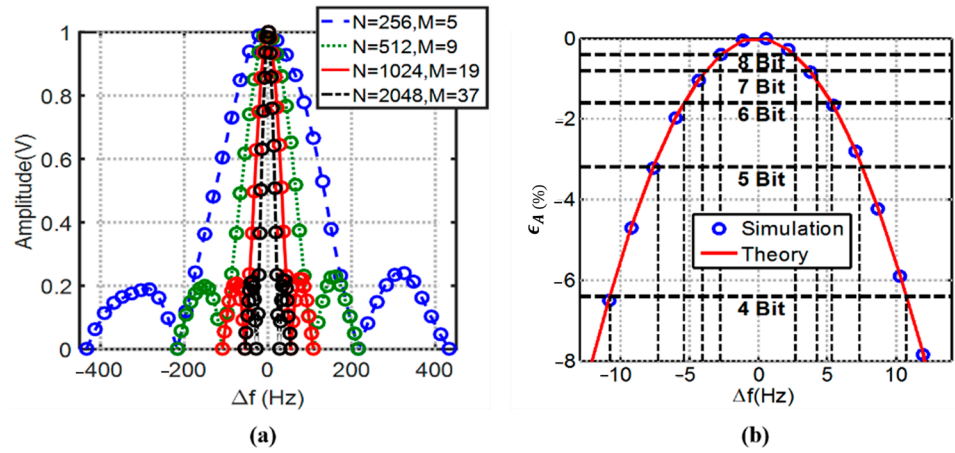 (a)
Amplitude(V)
1
0.8
0.6
0.4
0.2
0
N=256,M=5
N=512,M=9
N=1024,M=19
N=2048,M=37
−400
−200
0
200
400
Δf (Hz)
(a)
b)
ϵA (%)
0
−2
−4
−6
−8
8 Bit
7 Bit
6 Bit
5 Bit
Simulation
Theory
4 Bit
−10
−5
0
5
10
Δf(Hz)
(b)